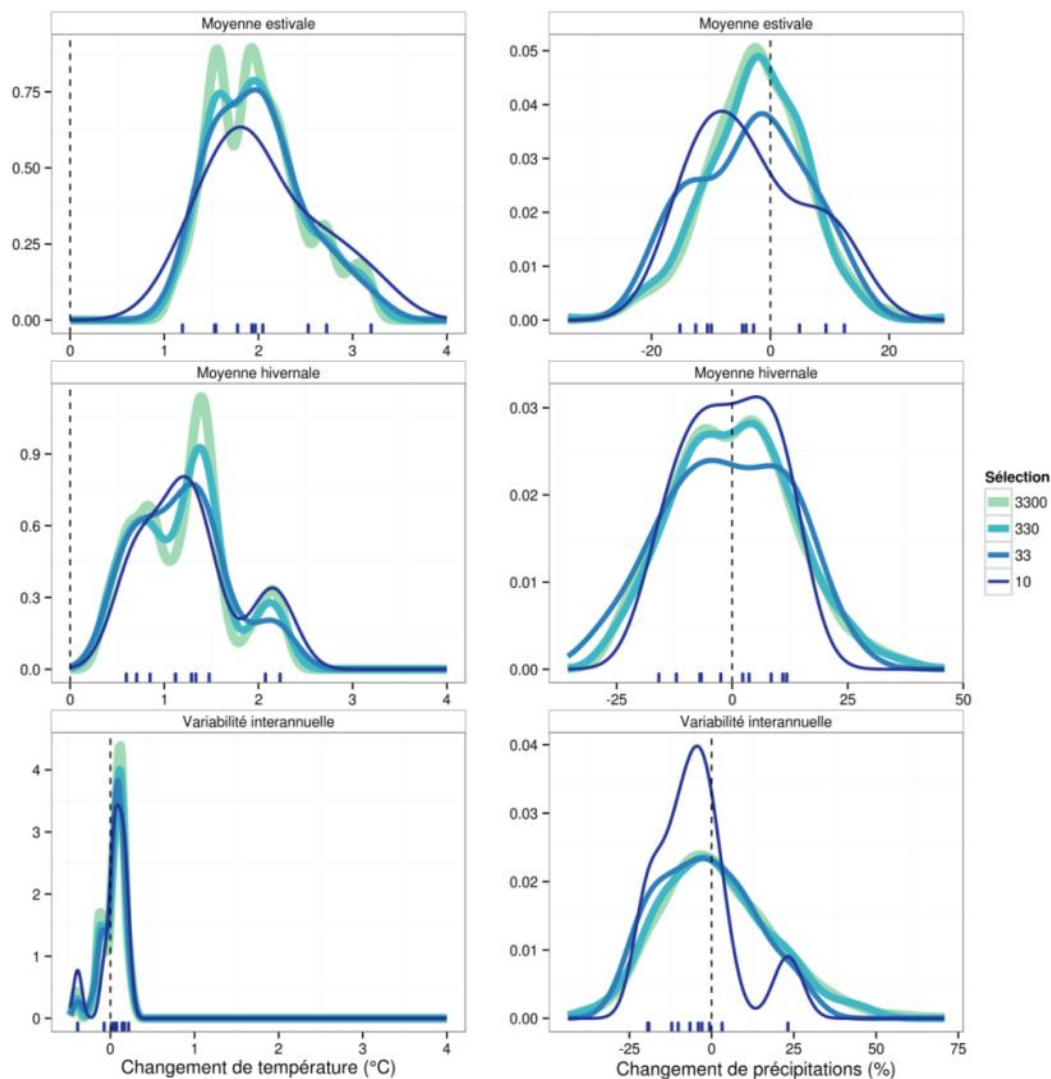 Moyenne estivale
Moyenne estivale
0.75
0.50
0.25
0.00
0 1 2 3 4
0.05
0.04
0.03
0.02
0.01
0.00
-20 0 20
Moyenne hivernale
Moyenne hivernale
0.9
0.6
0.3
0.0
0 1 2 3 4
0.03
0.02
0.01
0.00
-25 0 25 50
Sélection
3300
330
33
10
Variabilité interannuelle
Variabilité interannuelle
4
3
2
1
0
0 1 2 3 4
Changement de température (°C)
0.04
0.03
0.02
0.01
0.00
-25 0 25 50 75
Changement de précipitations (%)